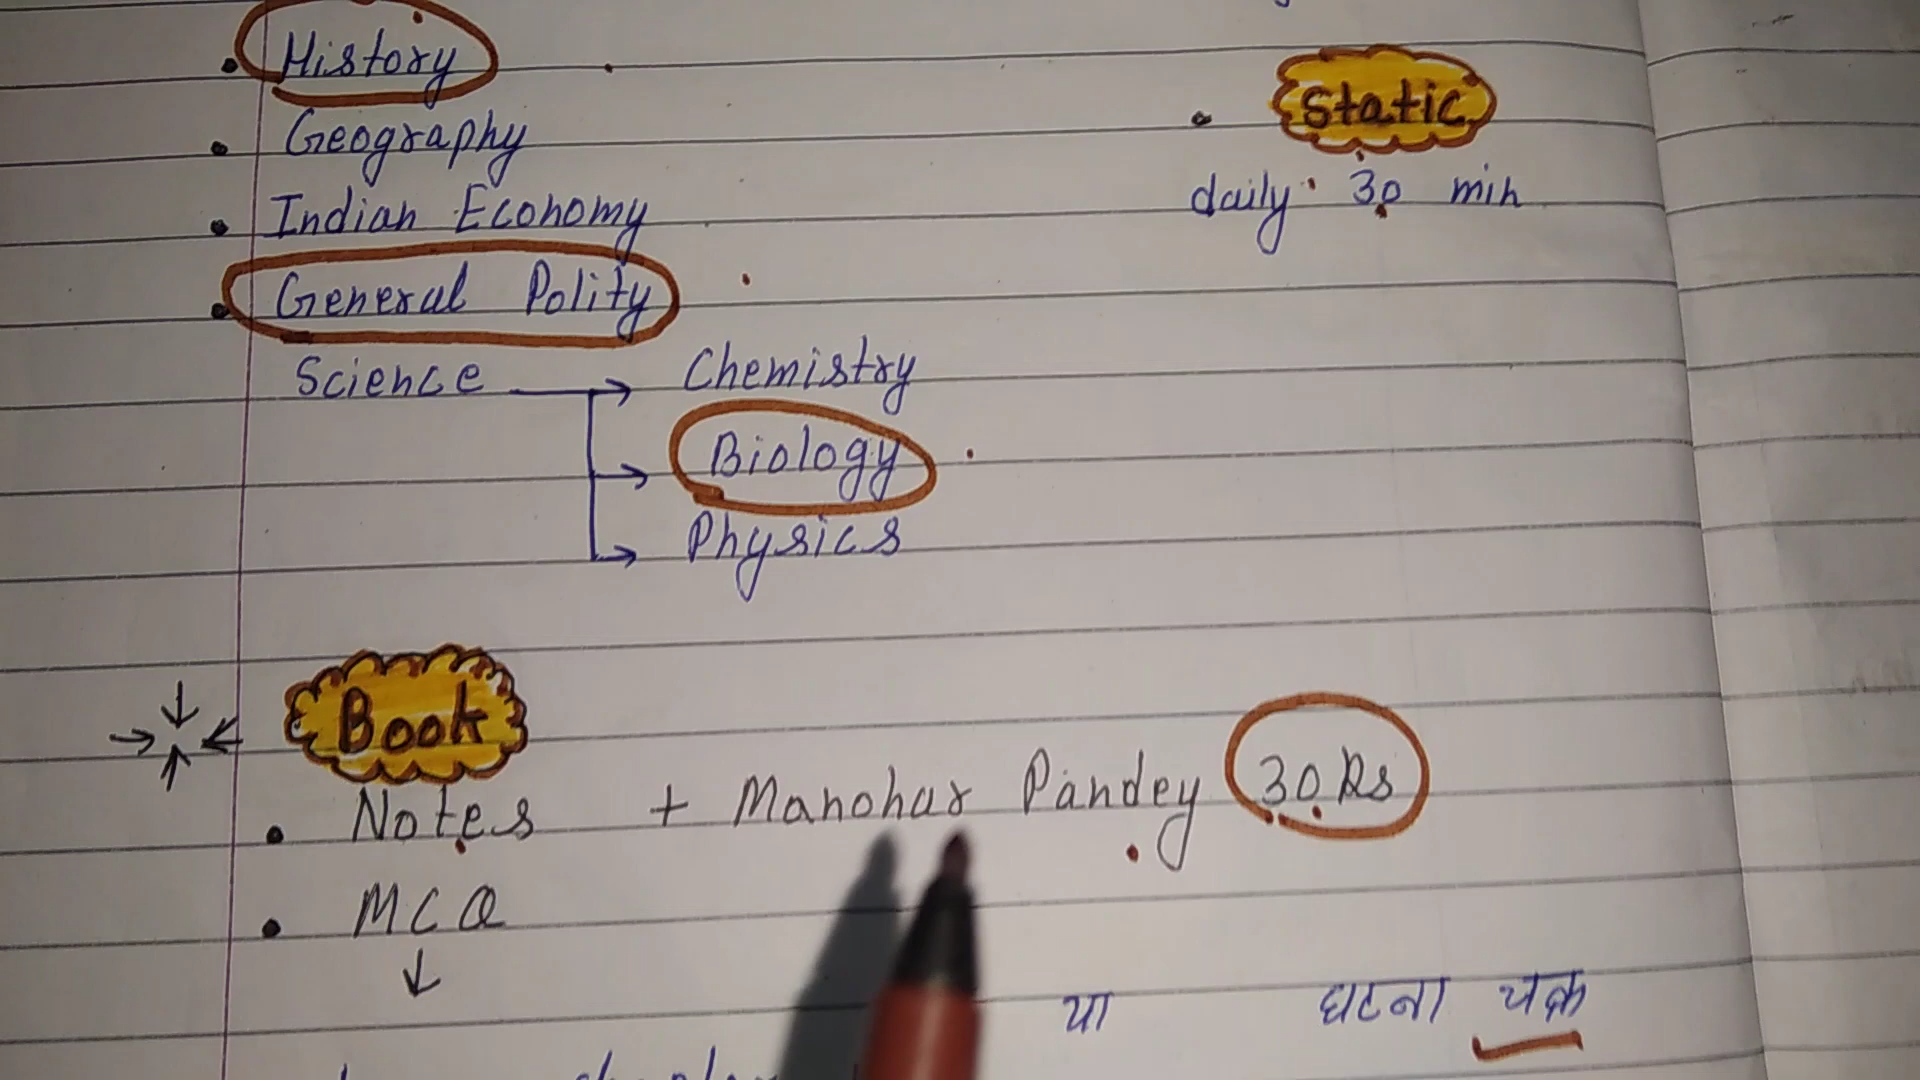 History
Static
Geography
daily 30 min
Indian Economy
General Polity
Science → Chemistry
→ Biology
→ Physics
Book
Notes + Manohar Pandey 30 Rs
MCQ
या घटना चक्र